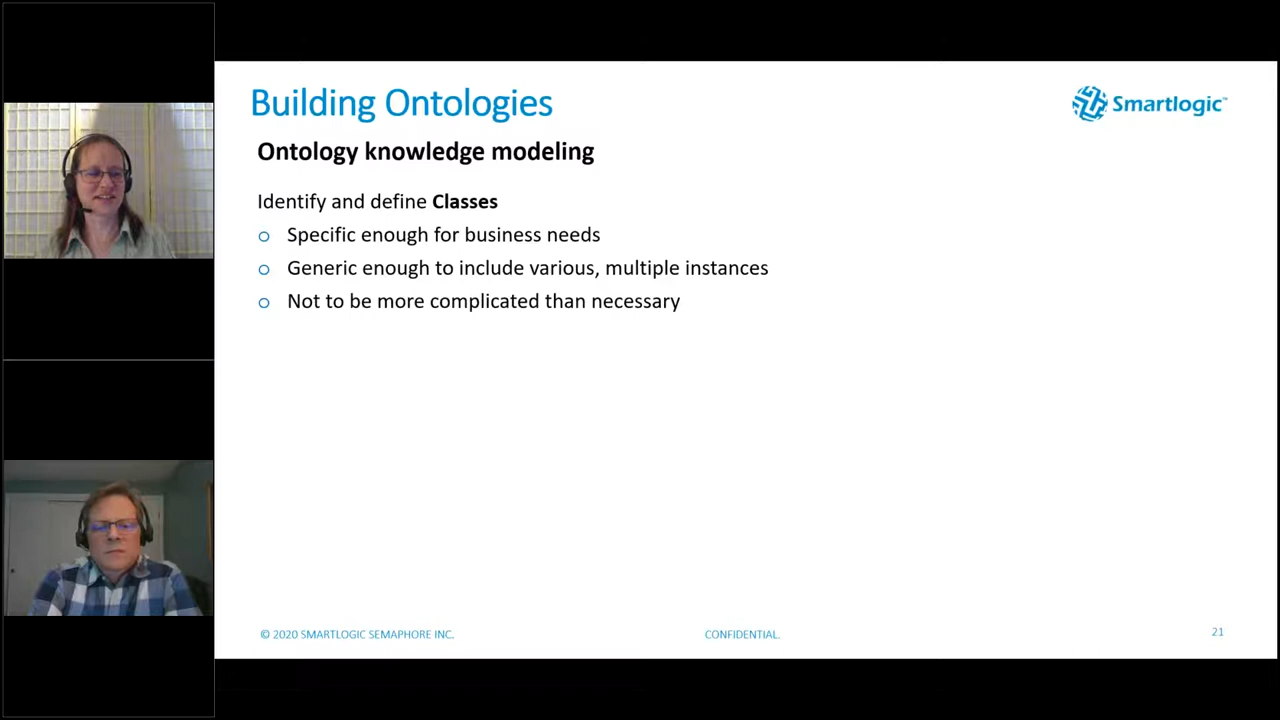 Building Ontologies
Smartlogic™
Ontology knowledge modeling
Identify and define Classes
o Specific enough for business needs
o Generic enough to include various, multiple instances
o Not to be more complicated than necessary
© 2020 SMARTLOGIC SEMAPHORE INC.
CONFIDENTIAL.
21